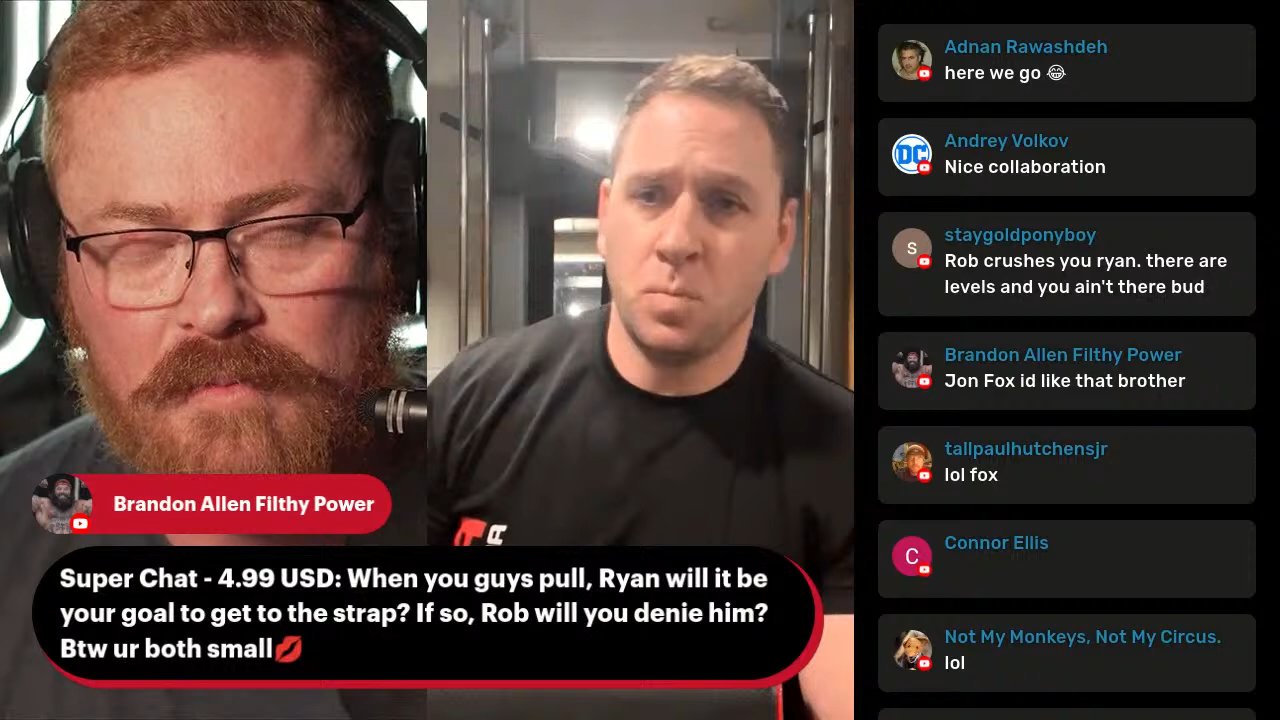 Adnan Rawashdeh
here we go 😂
Andrey Volkov
DC
Nice collaboration
S
staygoldponyboy
Rob crushes you ryan. there are
levels and you ain't there bud
Brandon Allen Filthy Power
Jon Fox id like that brother
tallpaulhutchensjr
lol fox
C
Connor Ellis
Not My Monkeys, Not My Circus.
lol
Brandon Allen Filthy Power
Super Chat - 4.99 USD: When you guys pull, Ryan will it be
your goal to get to the strap? If so, Rob will you denie him?
Btw ur both small💋